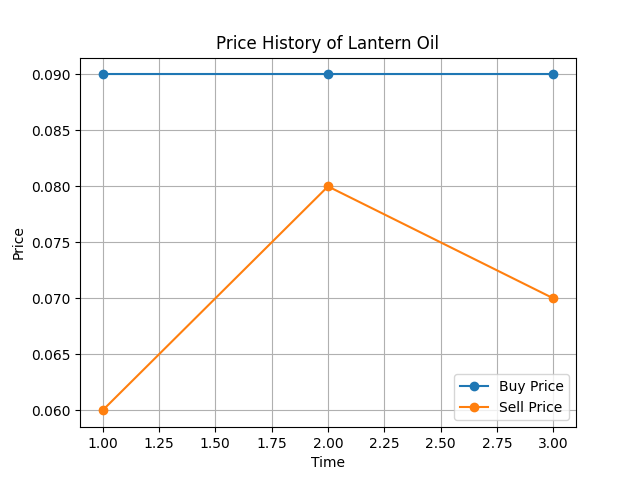 Price History of Lantern Oil
Price
0.090
0.085
0.080
0.075
0.070
0.065
0.060
1.00 1.25 1.50 1.75 2.00 2.25 2.50 2.75 3.00
Time
Buy Price
Sell Price